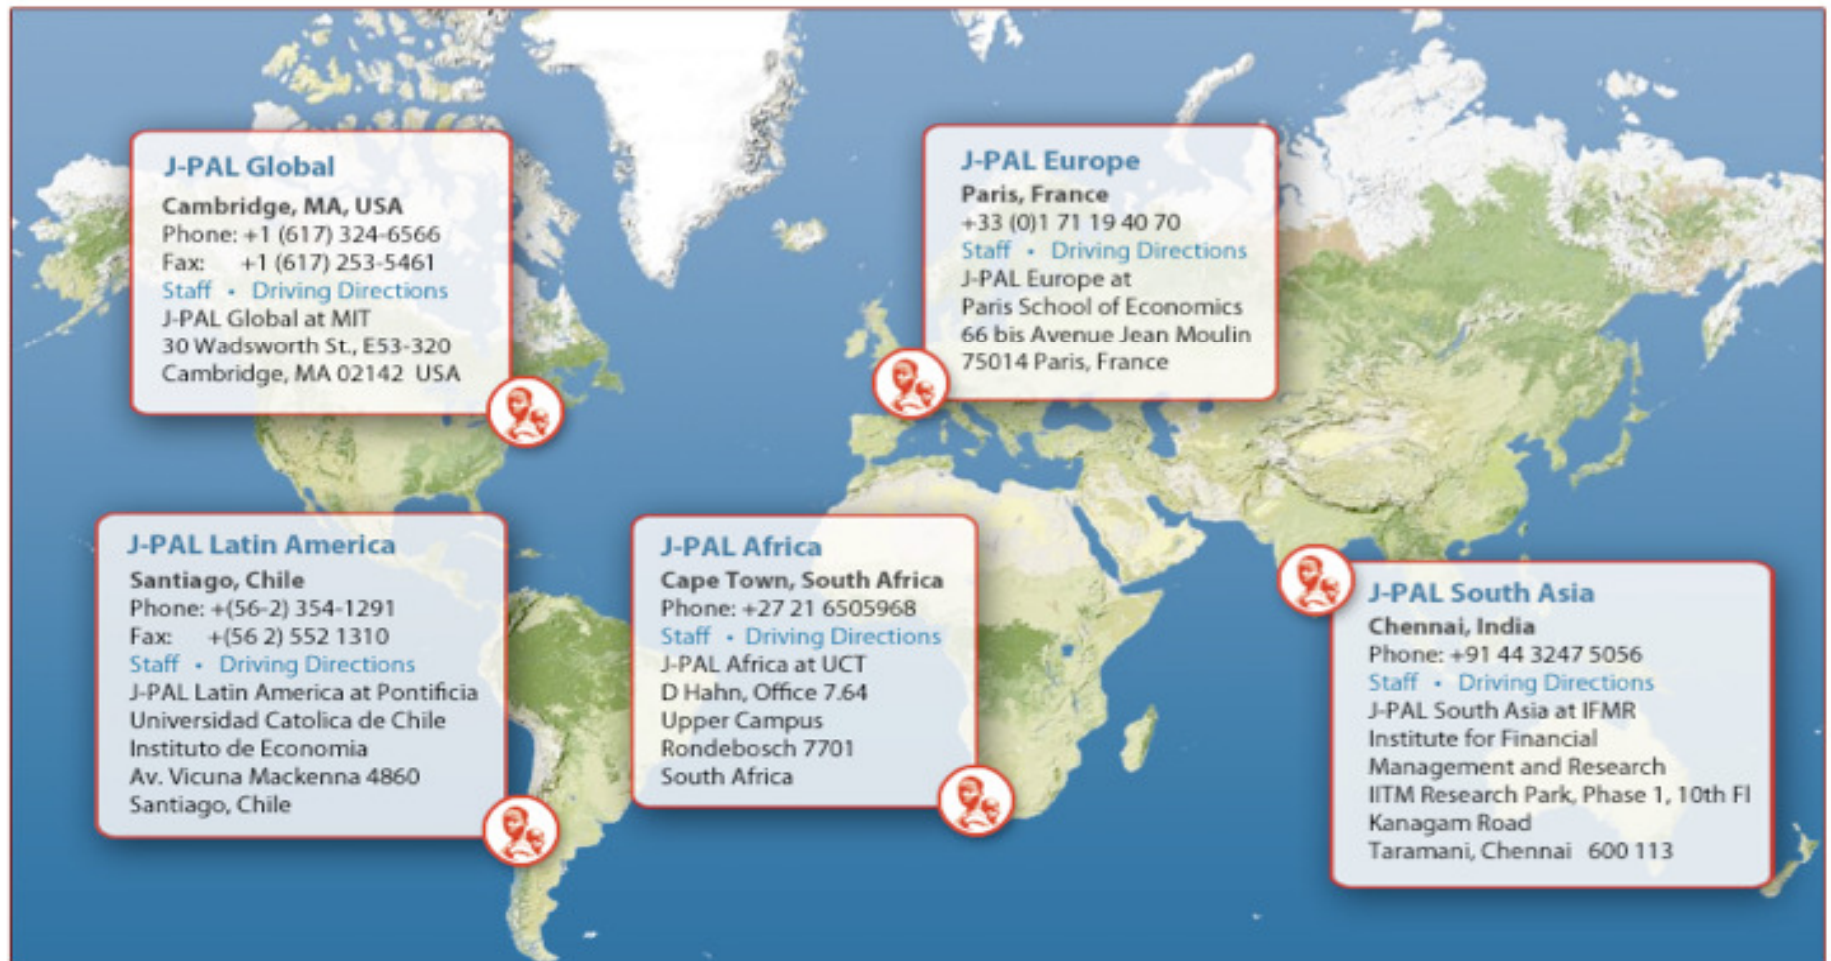 J-PAL Global
Cambridge, MA, USA
Phone: +1 (617) 324-6566
Fax: +1 (617) 253-5461
Staff • Driving Directions
J-PAL Global at MIT
30 Wadsworth St., E53-320
Cambridge, MA 02142 USA
J-PAL Europe
Paris, France
+33 (0)1 71 19 40 70
Staff • Driving Directions
J-PAL Europe at
Paris School of Economics
66 bis Avenue Jean Moulin
75014 Paris, France
J-PAL Latin America
Santiago, Chile
Phone: +(56-2) 354-1291
Fax: +(56 2) 552 1310
Staff • Driving Directions
J-PAL Latin America at Pontificia
Universidad Catolica de Chile
Instituto de Economia
Av. Vicuna Mackenna 4860
Santiago, Chile
J-PAL Africa
Cape Town, South Africa
Phone: +27 21 6505968
Staff • Driving Directions
J-PAL Africa at UCT
D Hahn, Office 7.64
Upper Campus
Rondebosch 7701
South Africa
J-PAL South Asia
Chennai, India
Phone: +91 44 3247 5056
Staff • Driving Directions
J-PAL South Asia at IFMR
Institute for Financial
Management and Research
IITM Research Park, Phase 1, 10th Fl
Kanagam Road
Taramani, Chennai 600 113